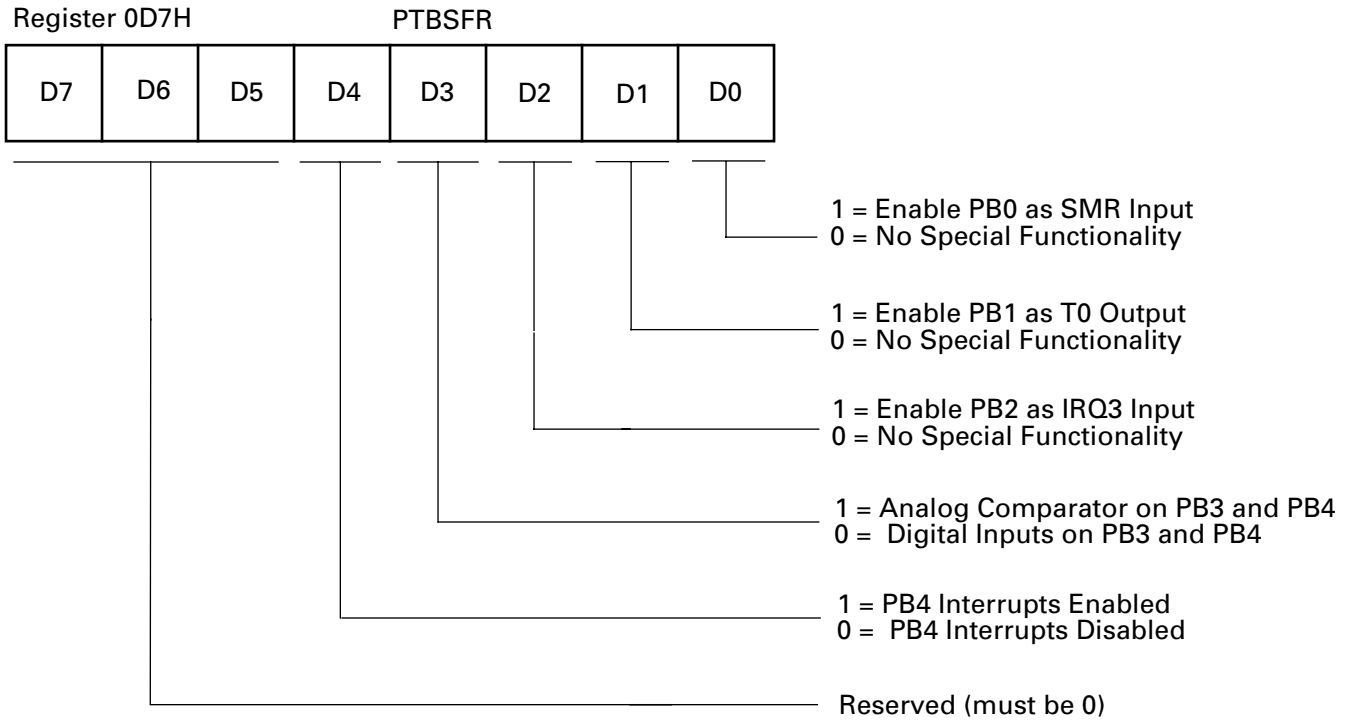 Register 0D7H PTBSFR
D7 D6 D5 D4 D3 D2 D1 D0
1 = Enable PB0 as SMR Input
0 = No Special Functionality
1 = Enable PB1 as T0 Output
0 = No Special Functionality
1 = Enable PB2 as IRQ3 Input
0 = No Special Functionality
1 = Analog Comparator on PB3 and PB4
0 = Digital Inputs on PB3 and PB4
1 = PB4 Interrupts Enabled
0 = PB4 Interrupts Disabled
Reserved (must be 0)